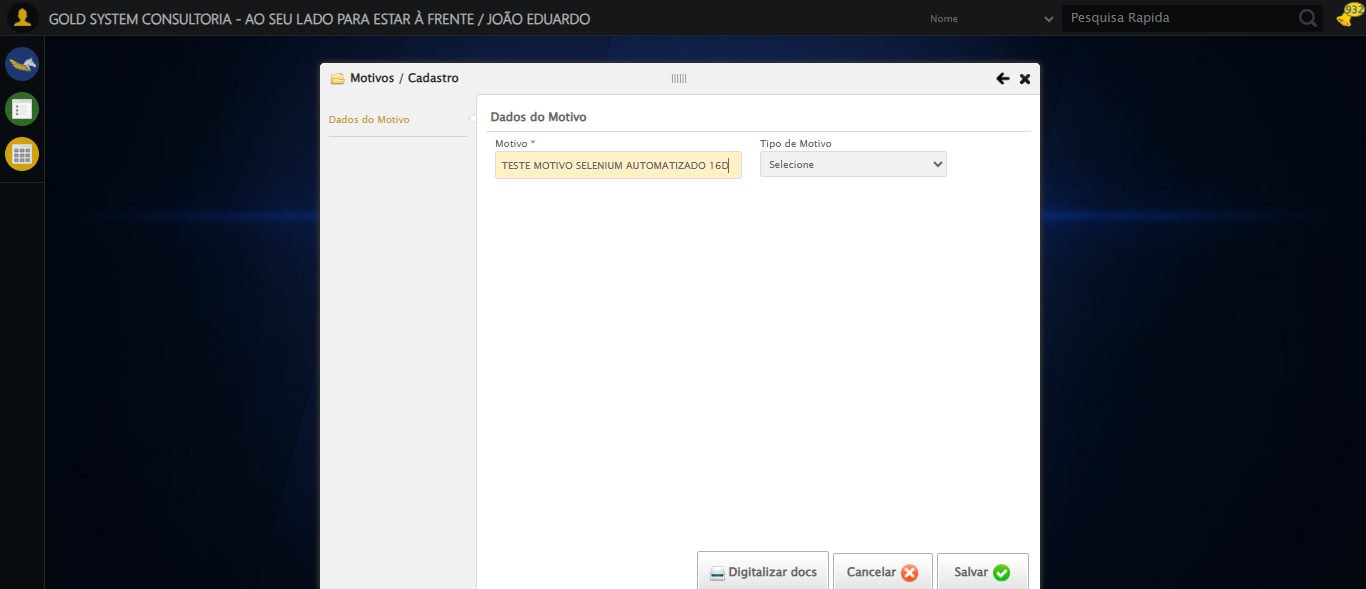 GOLD SYSTEM CONSULTORIA - AO SEU LADO PARA ESTAR À FRENTE / JOÃO EDUARDO
Nome
Pesquisa Rapida
932
Motivos / Cadastro
Dados do Motivo
Dados do Motivo
Motivo *
Tipo de Motivo
TESTE MOTIVO SELENIUM AUTOMATIZADO 16D
Selecione
Digitalizar docs
Cancelar
Salvar